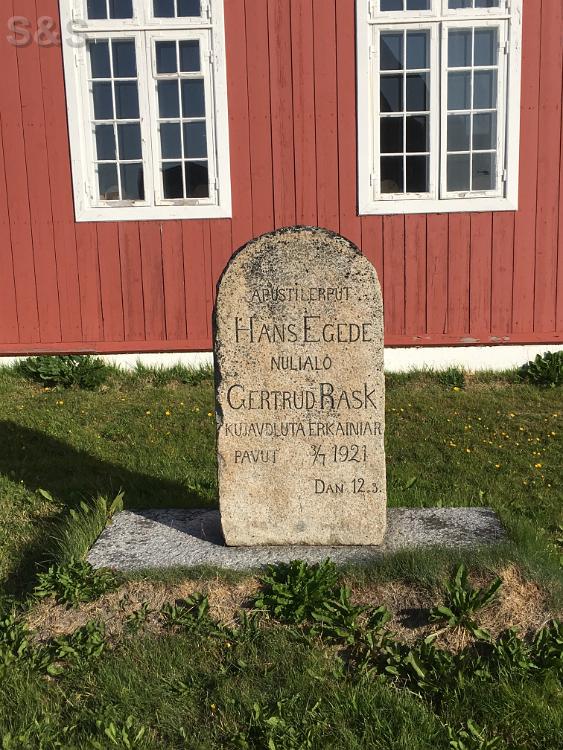 S&S
APUSTILERPUT
HANS EGEDE
NULIALO
GERTRUD RASK
KUJAVDLUTA ERKAINIAR
PAVUT 3/7 1921
DAN 12.3.